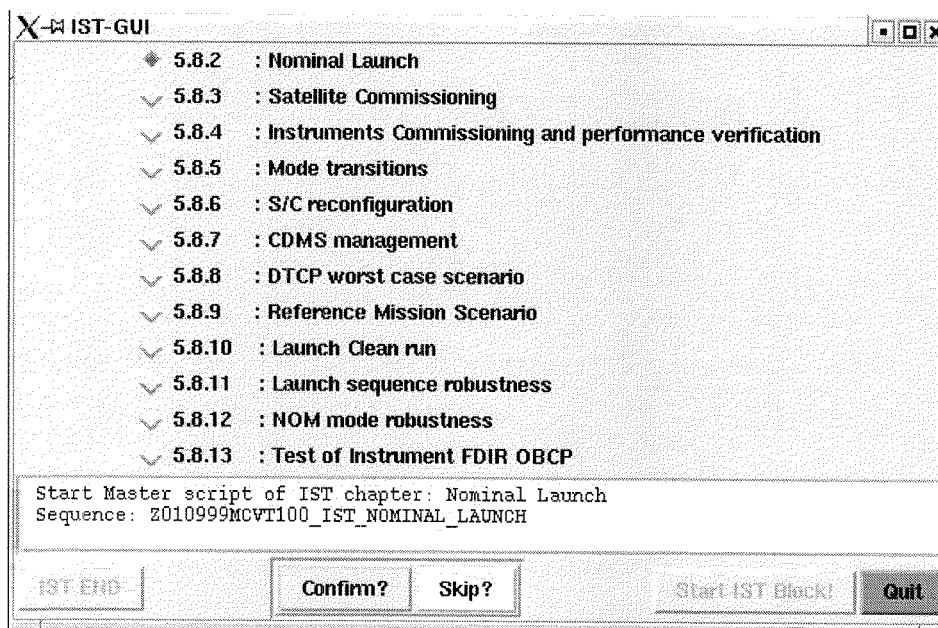 IST-GUI
5.8.2 : Nominal Launch
5.8.3 : Satellite Commissioning
5.8.4 : Instruments Commissioning and performance verification
5.8.5 : Mode transitions
5.8.6 : S/C reconfiguration
5.8.7 : CDMS management
5.8.8 : DTCP worst case scenario
5.8.9 : Reference Mission Scenario
5.8.10 : Launch Clean run
5.8.11 : Launch sequence robustness
5.8.12 : NOM mode robustness
5.8.13 : Test of Instrument FDIR OBCP
Start Master script of IST chapter: Nominal Launch
Sequence: Z010999MCVT100_IST_NOMINAL_LAUNCH
IST END Confirm? Skip? Start IST Block! Quit